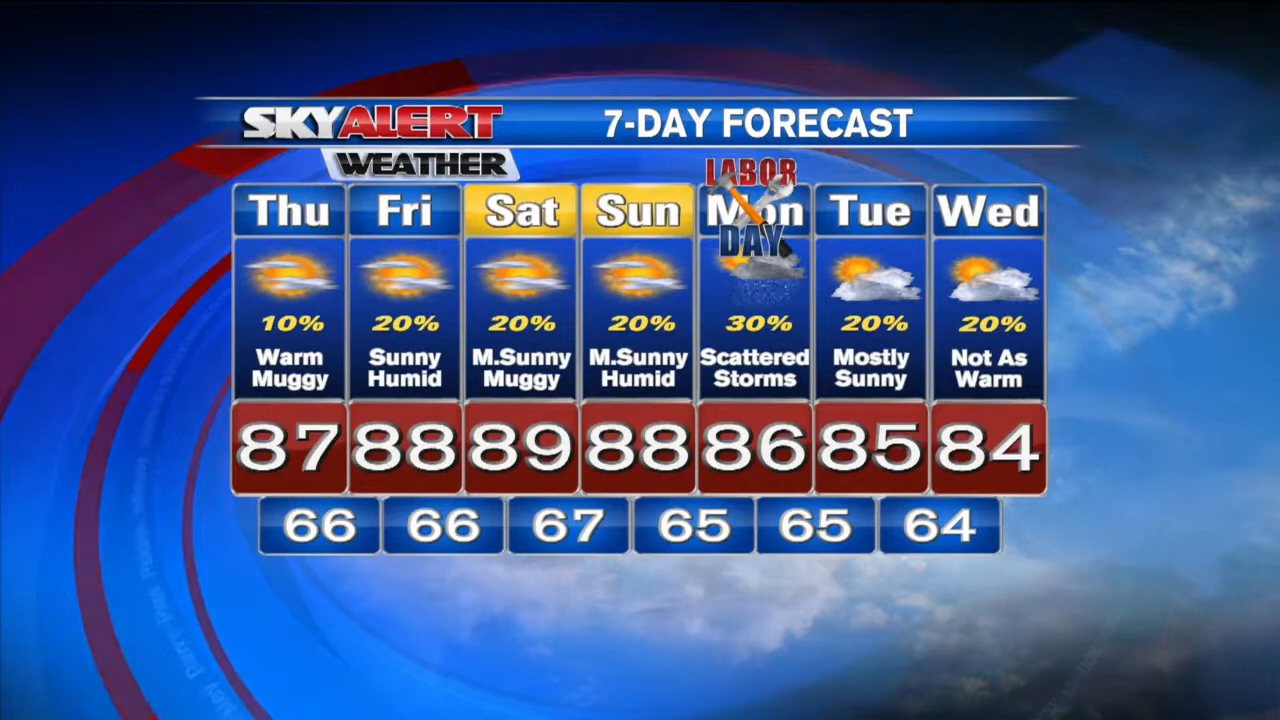 SKYALERT
WEATHER
7-DAY FORECAST
LABOR
DAY
Thu Fri Sat Sun Mon Tue Wed
10% 20% 20% 20% 30% 20% 20%
Warm Sunny M.Sunny M.Sunny Scattered Mostly Not As
Muggy Humid Muggy Humid Storms Sunny Warm
87 88 89 88 86 85 84
66 66 67 65 65 64